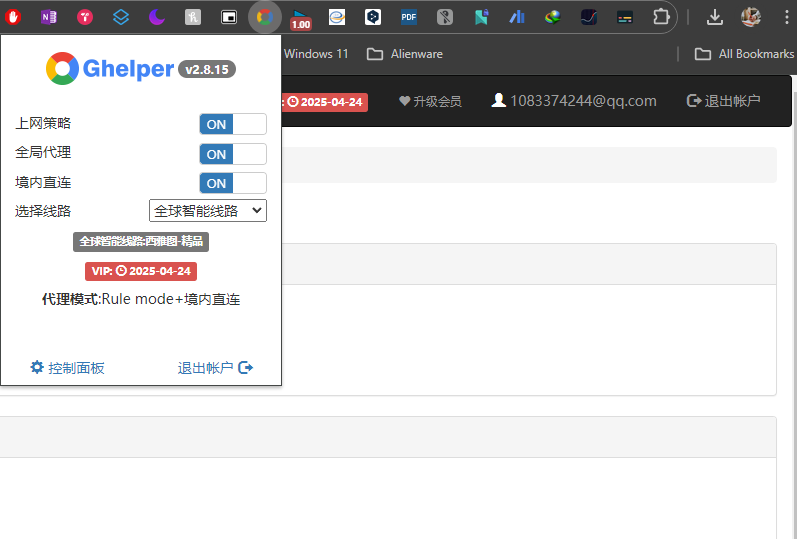 1.00
PDF
Windows 11
Alienware
All Bookmarks
Ghelper v2.8.15
: 2025-04-24
升级会员
1083374244@qq.com
退出帐户
上网策略 ON
全局代理 ON
境内直连 ON
选择线路 全球智能线路
全球智能线路:西雅图-精品
VIP: 2025-04-24
代理模式:Rule mode+境内直连
控制面板
退出帐户